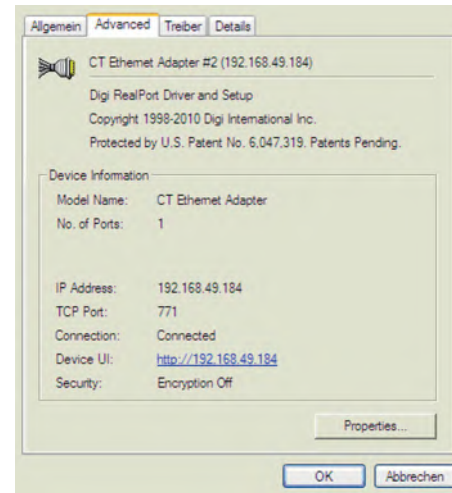 Allgemein Advanced Treiber Details
CT Ethernet Adapter #2 (192.168.49.184)
Digi RealPort Driver and Setup
Copyright 1998-2010 Digi International Inc.
Protected by U.S. Patent No. 6,047,319. Patents Pending.
Device Information
Model Name: CT Ethernet Adapter
No. of Ports: 1
IP Address: 192.168.49.184
TCP Port: 771
Connection: Connected
Device UI: http://192.168.49.184
Security: Encryption Off
Properties...
OK Abbrechen